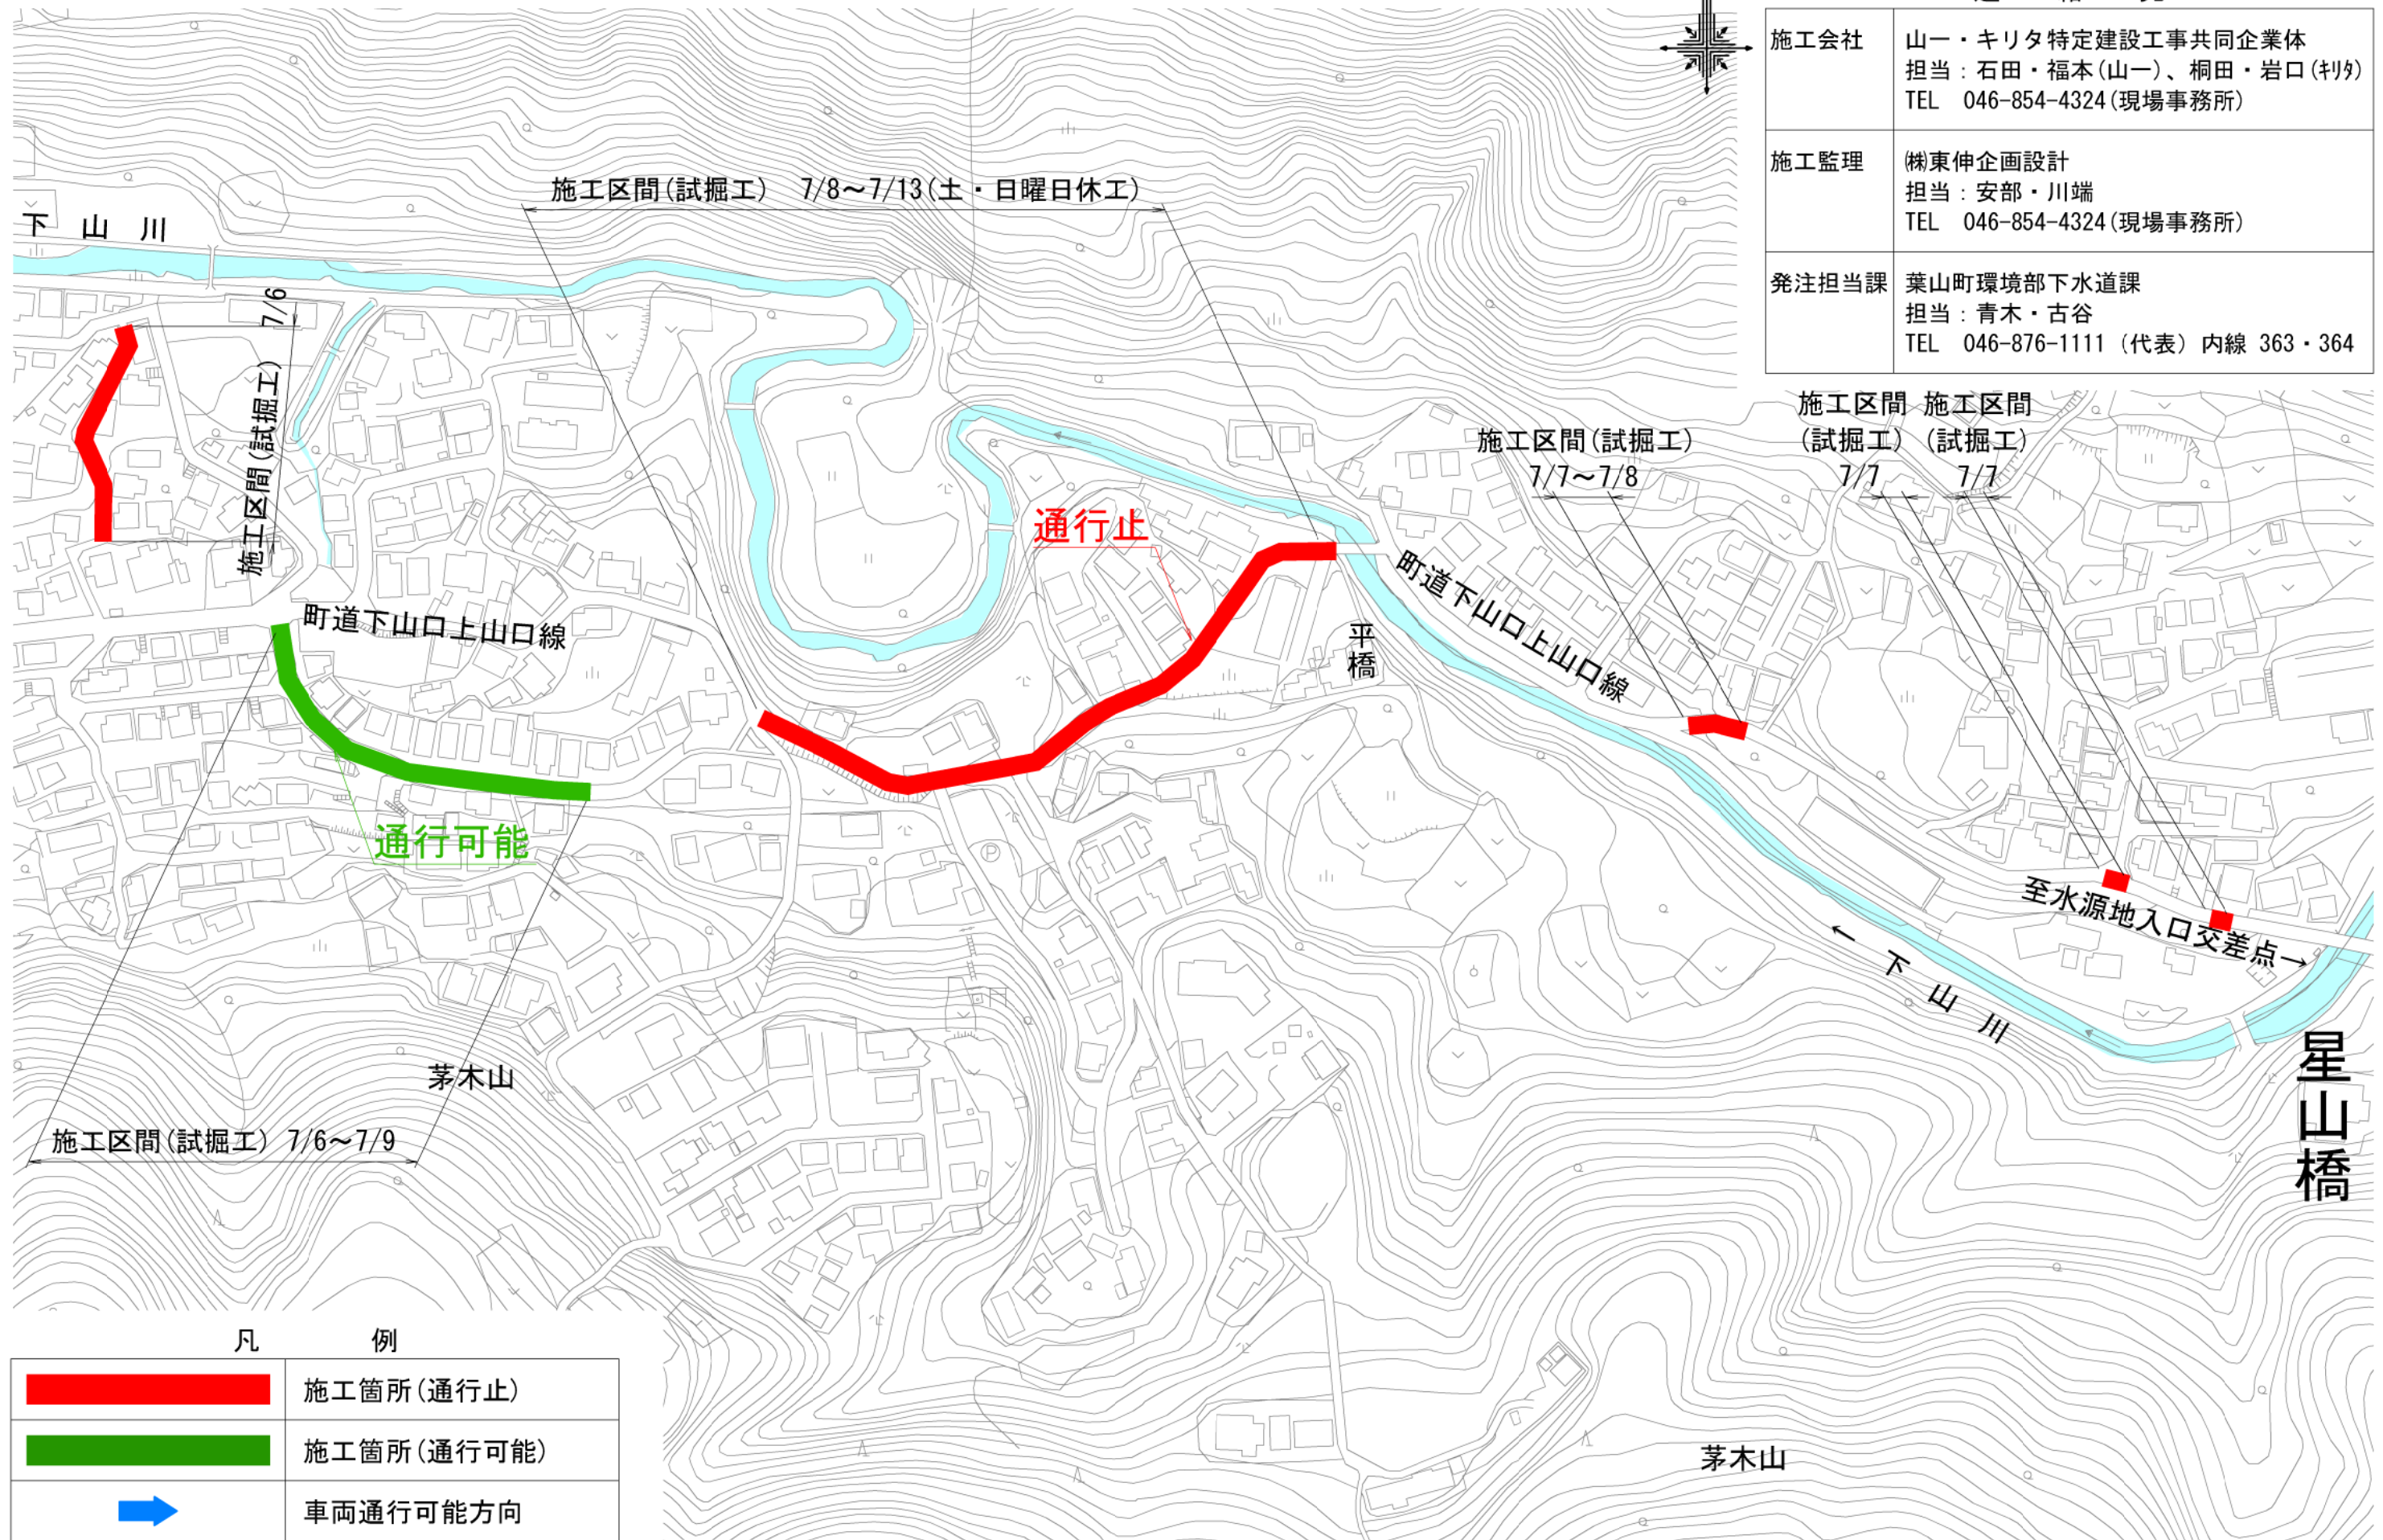 施工会社
山一・キリタ特定建設工事共同企業体
担当：石田・福本(山一)、桐田・岩口(ｷﾘﾀ)
TEL 046-854-4324(現場事務所)
施工監理
㈱東伸企画設計
担当：安部・川端
TEL 046-854-4324(現場事務所)
発注担当課
葉山町環境部下水道課
担当：青木・古谷
TEL 046-876-1111 (代表) 内線 363・364
施工区間(試掘工) 7/8～7/13(土・日曜日休工)
下山川
施工区間(試掘工) 7/6
施工区間(試掘工)
7/7～7/8
施工区間
(試掘工)
7/7
施工区間
(試掘工)
7/7
通行止
町道下山口上山口線
平橋
町道下山口上山口線
通行可能
至水源地入口交差点→
←下山川
星山橋
茅木山
施工区間(試掘工) 7/6～7/9
茅木山
凡例
施工箇所(通行止)
施工箇所(通行可能)
車両通行可能方向
P